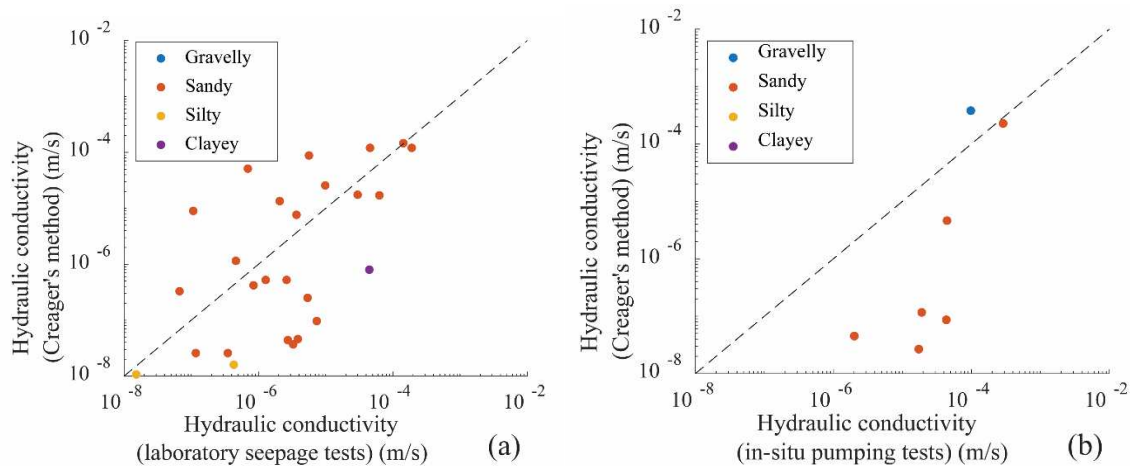 10 -2
10 -4
10 -6
10 -8
Hydraulic conductivity
(Creager's method) (m/s)
Gravelly
Sandy
Silty
Clayey
10 -8
10 -6
10 -4
10 -2
Hydraulic conductivity
(laboratory seepage tests) (m/s)
(a)
10 -2
10 -4
10 -6
10 -8
Hydraulic conductivity
((Creager's method) (m/s)
Gravelly
Sandy
Silty
Clayey
10 -8
10 -6
10 -4
10 -2
Hydraulic conductivity
(in-situ pumping tests) (m/s)
(b)